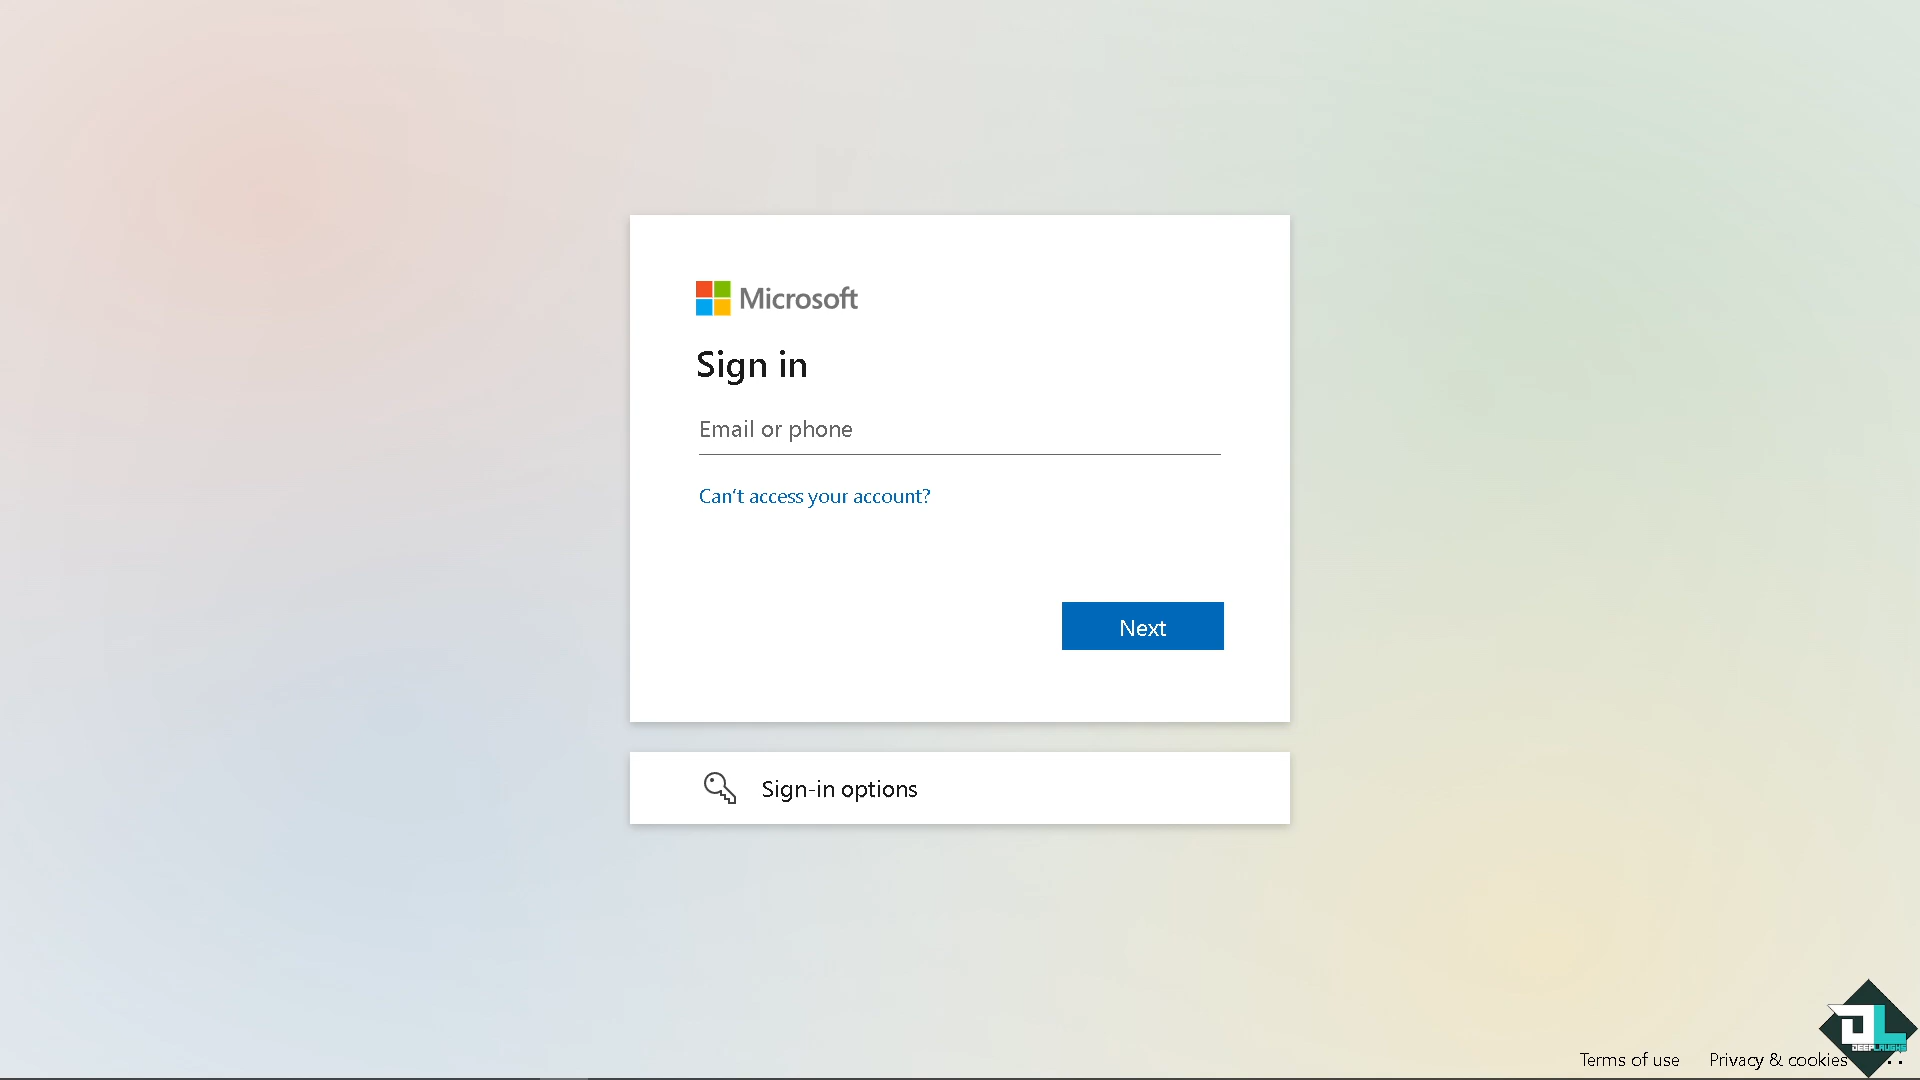 Microsoft
Sign in
Email or phone
Can't access your account?
Next
Sign-in options
Terms of use
Privacy & cookies
DEEPLAUGHS